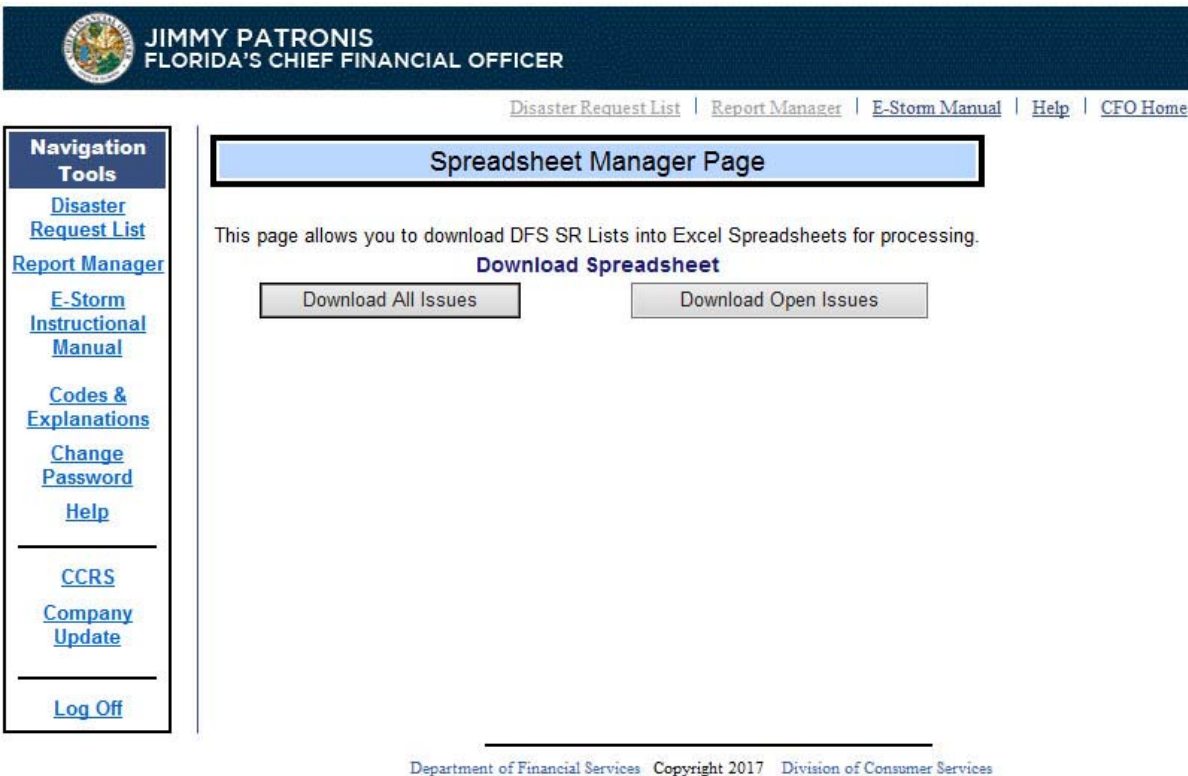 JIMMY PATRONIS
FLORIDA'S CHIEF FINANCIAL OFFICER
Disaster Request List | Report Manager | E-Storm Manual | Help | CFO Home
Navigation
Tools
Disaster
Request List
Report Manager
E-Storm
Instructional
Manual
Codes &
Explanations
Change
Password
Help
CCRS
Company
Update
Log Off
Spreadsheet Manager Page
This page allows you to download DFS SR Lists into Excel Spreadsheets for processing.
Download Spreadsheet
Download All Issues
Download Open Issues
Department of Financial Services Copyright 2017 Division of Consumer Services